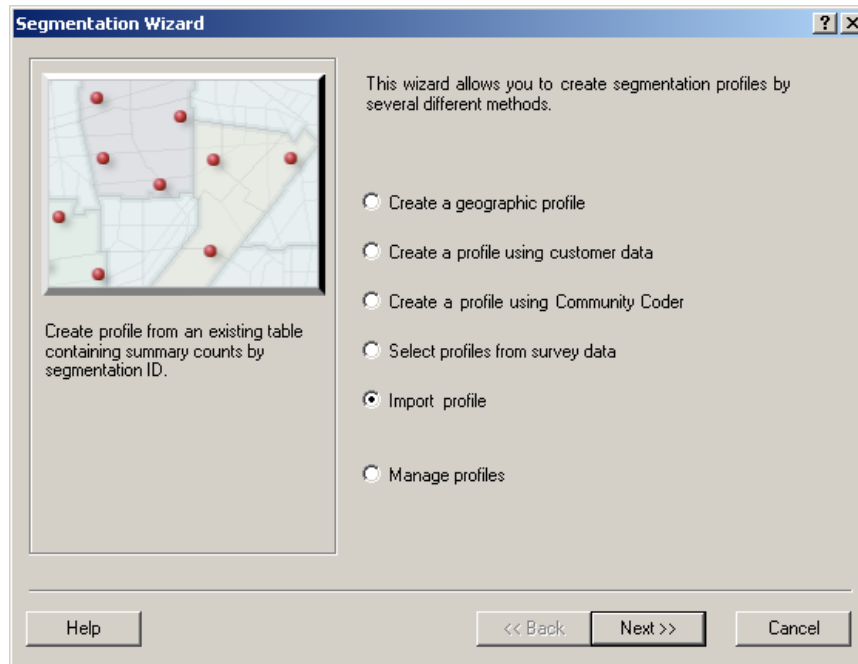 Segmentation Wizard
This wizard allows you to create segmentation profiles by
several different methods.
Create a geographic profile
Create a profile using customer data
Create a profile using Community Coder
Select profiles from survey data
Import profile
Manage profiles
Create profile from an existing table
containing summary counts by
segmentation ID.
Help
<< Back
Next >>
Cancel